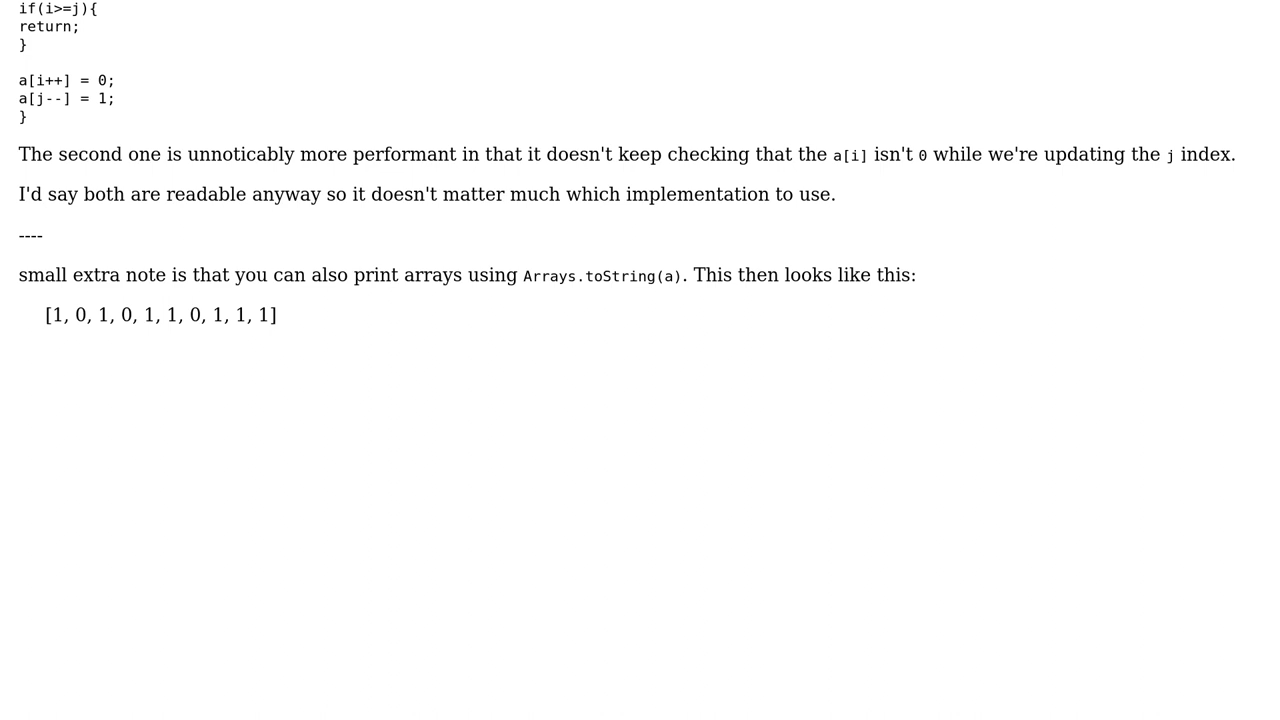 if(i>=j){
return;
}
a[i++] = 0;
a[j--] = 1;
}
The second one is unnoticably more performant in that it doesn't keep checking that the a[i] isn't 0 while we're updating the j index.
I'd say both are readable anyway so it doesn't matter much which implementation to use.
----
small extra note is that you can also print arrays using Arrays.toString(a). This then looks like this:
[1, 0, 1, 0, 1, 1, 0, 1, 1, 1]